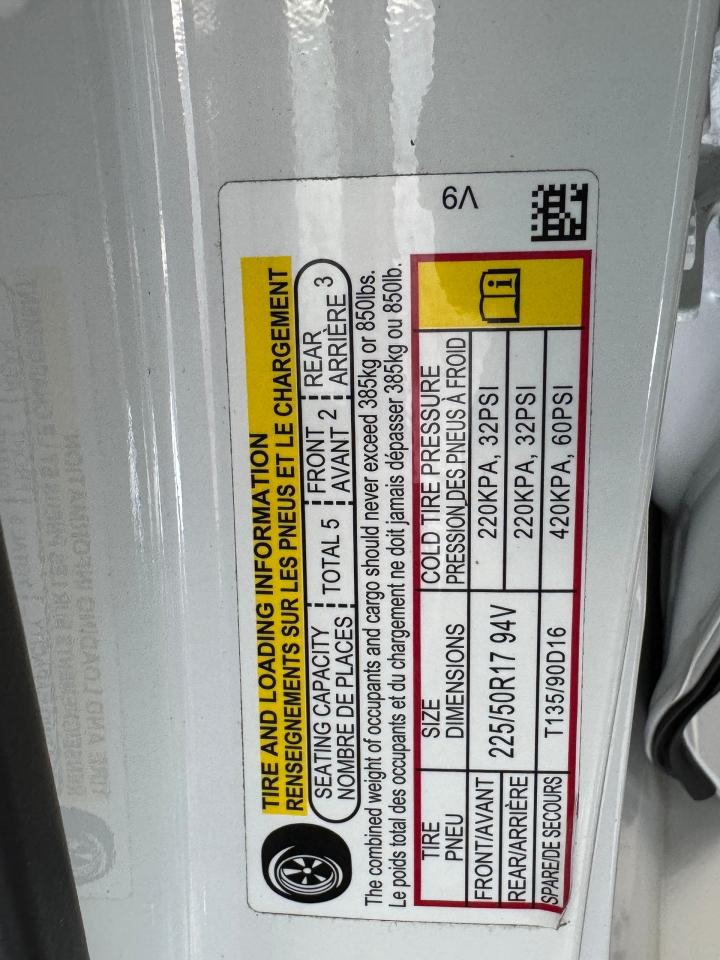 TIRE AND LOADING INFORMATION
RENSEIGNEMENTS SUR LES PNEUS ET LE CHARGEMENT
SEATING CAPACITY
NOMBRE DE PLACES
TOTAL 5
FRONT
AVANT 2
REAR
ARRIÈRE 3
The combined weight of occupants and cargo should never exceed 385kg or 850lbs.
Le poids total des occupants et du chargement ne doit jamais dépasser 385kg ou 850lb.
TIRE
PNEU
SIZE
DIMENSIONS
COLD TIRE PRESSURE
PRESSION DES PNEUS À FROID
FRONT/AVANT
225/50R17 94V
220KPA, 32PSI
REAR/ARRIÈRE
220KPA, 32PSI
SPARE/DE SECOURS
T135/90D16
420KPA, 60PSI
i
6V